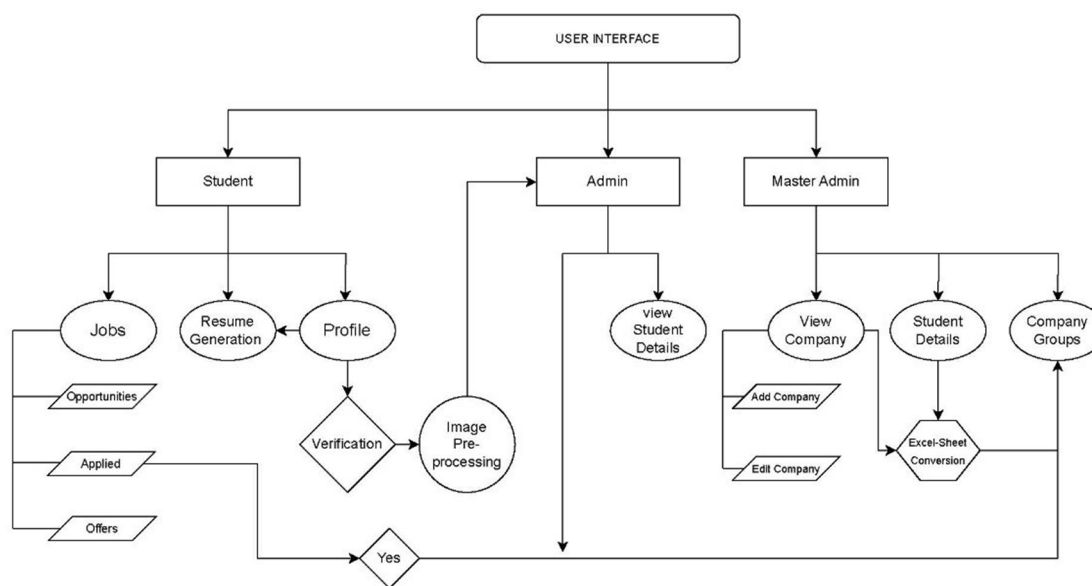 USER INTERFACE
Student
Admin
Master Admin
Jobs
Resume
Generation
Profile
view
Student
Details
View
Company
Student
Details
Company
Groups
Opportunities
Add Company
Verification
Image
Pre-
processing
Excel-Sheet
Conversion
Applied
Edit Company
Offers
Yes